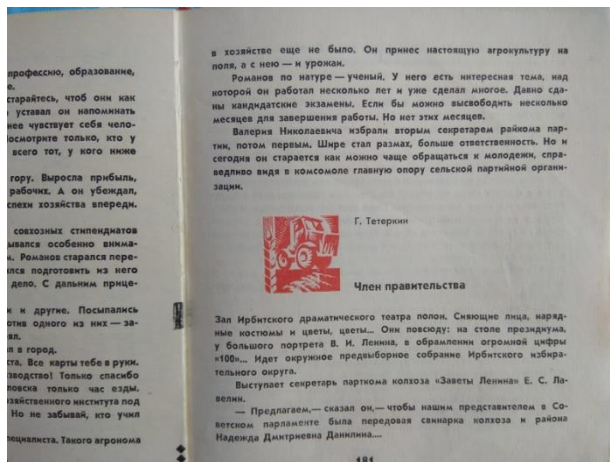 профессию, образование,
е.
старайтесь, чтоб они как
уставал он напоминать
нее чувствует себя чело-
Посмотрите только, кто у
всего тот, у кого ниже
гору. Выросла прибыль,
рабочих. А он убеждал,
спехи хозяйства впереди.
совхозных стипендиатов
ывался особенно внима-
м. Романов старался пере-
лся подготовить из него
дело. С дальним прице-
и и другие. Посыпались
отив одного из них — за-
ял.
л в город.
ста. Все карты тебе в руки.
зводство! Только спасибо
ловска только час езды.
зяйственного института под
Но не забывай, кто учил
пециалиста. Такого агронома
в хозяйстве еще не было. Он принес настоящую агрокультуру на
поля, а с нею — и урожаи.
Романов по натуре — ученый. У него есть интересная тема, над
которой он работал несколько лет и уже сделал многое. Давно сда-
ны кандидатские экзамены. Если бы можно высвободить несколько
месяцев для завершения работы. Но нет этих месяцев.
Валерия Николаевича избрали вторым секретарем райкома пар-
тии, потом первым. Шире стал размах, больше ответственность. Но и
сегодня он старается как можно чаще обращаться к молодежи, спра-
ведливо видя в комсомоле главную опору сельской партийной органи-
зации.
Г. Тетеркин
Член правительства
Зал Ирбитского драматического театра полон. Сияющие лица, наряд-
ные костюмы и цветы, цветы... Они повсюду: на столе президиума,
у большого портрета В. И. Ленина, в обрамлении огромной цифры
«100»... Идет окружное предвыборное собрание Ирбитского избира-
тельного округа.
Выступает секретарь парткома колхоза «Заветы Ленина» Е. С. Ла-
велин.
— Предлагаем,— сказал он,— чтобы нашим представителем в Со-
ветском парламенте была передовая свинарка колхоза и района
Надежда Дмитриевна Данилина....
181